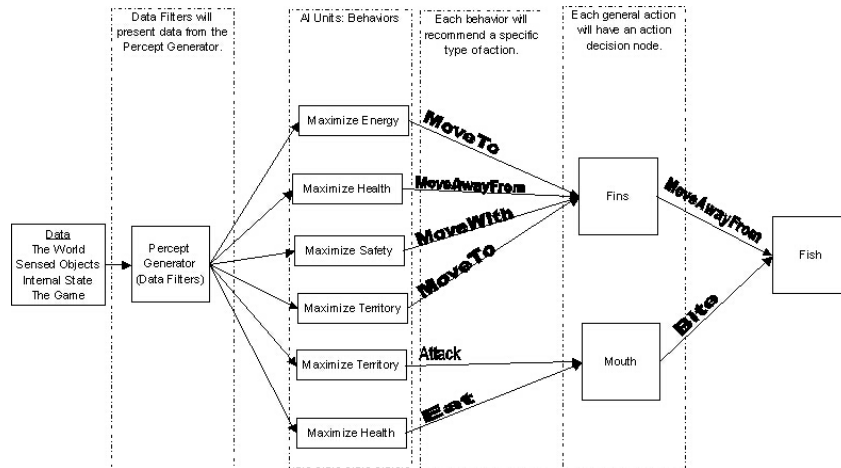 Data Filters will
present data from the
Percept Generator.
AI Units: Behaviors
Each behavior will
recommend a specific
type of action.
Each general action
will have an action
decision node.
Data
The World
Sensed Objects
Internal State
The Game
Percept
Generator
(Data Filters)
Maximize Energy
Maximize Health
Maximize Safety
Maximize Territory
Maximize Territory
Maximize Health
MoveTo
MoveAwayFrom
MoveWith
MoveTo
Attack
Eat
Fins
Mouth
MoveAwayFrom
Bite
Fish